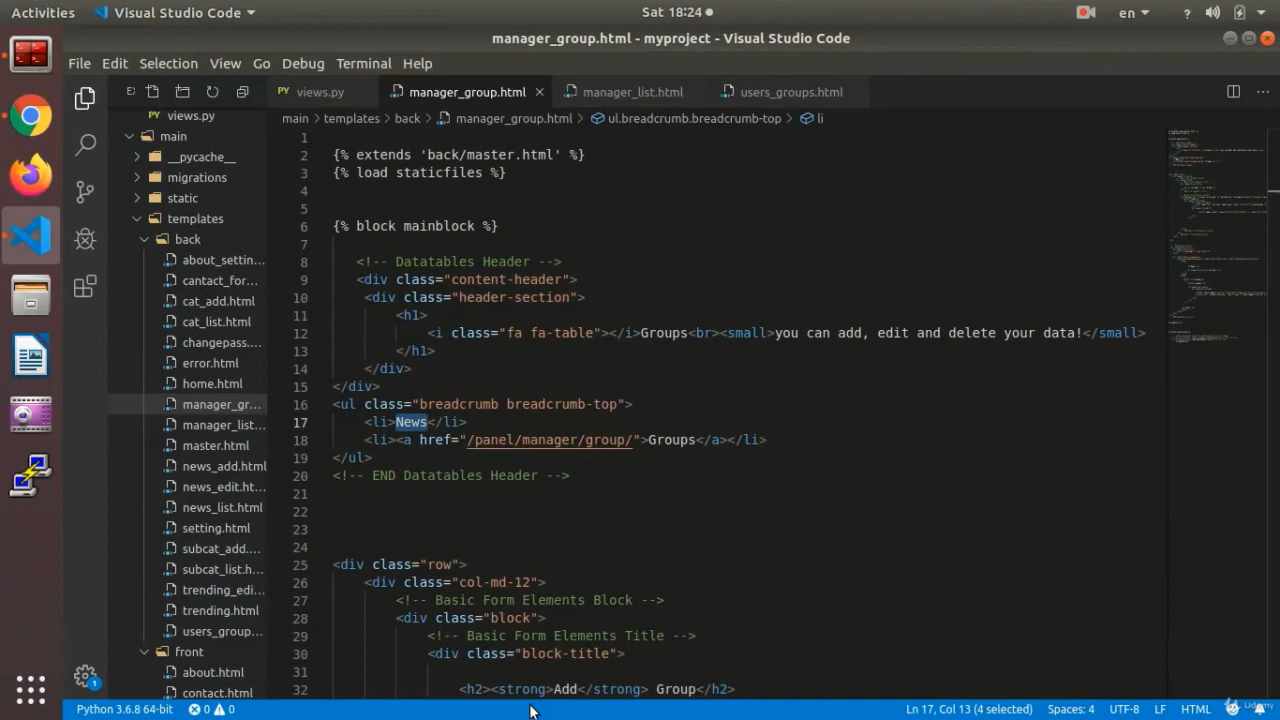 Activities Visual Studio Code Sat 18:24 en ?
manager_group.html - myproject - Visual Studio Code
File Edit Selection View Go Debug Terminal Help
views.py manager_group.html manager_list.html users_groups.html
main templates back manager_group.html ul.breadcrumb.breadcrumb-top li
views.py
main
__pycache__
migrations
static
templates
back
about_settin...
cantact_for...
cat_add.html
cat_list.html
changepass....
error.html
home.html
manager_gr...
manager_list...
master.html
news_add.html
news_edit.ht...
news_list.html
setting.html
subcat_add....
subcat_list.h...
trending_edi...
trending.html
users_group...
front
about.html
contact.html
1
2 {% extends 'back/master.html' %}
3 {% load staticfiles %}
4
5
6 {% block mainblock %}
7
8 <!-- Datatables Header -->
9 <div class="content-header">
10 <div class="header-section">
11 <h1>
12 <i class="fa fa-table"></i>Groups<br><small>you can add, edit and delete your data!</small>
13 </h1>
14 </div>
15 </div>
16 <ul class="breadcrumb breadcrumb-top">
17 <li>News</li>
18 <li><a href="/panel/manager/group/">Groups</a></li>
19 </ul>
20 <!-- END Datatables Header -->
21
22
23
24
25 <div class="row">
26 <div class="col-md-12">
27 <!-- Basic Form Elements Block -->
28 <div class="block">
29 <!-- Basic Form Elements Title -->
30 <div class="block-title">
31
32 <h2><strong>Add</strong> Group</h2>
1
Python 3.6.8 64-bit 0 0 Ln 17, Col 13 (4 selected) Spaces: 4 UTF-8 LF HTML Udemy